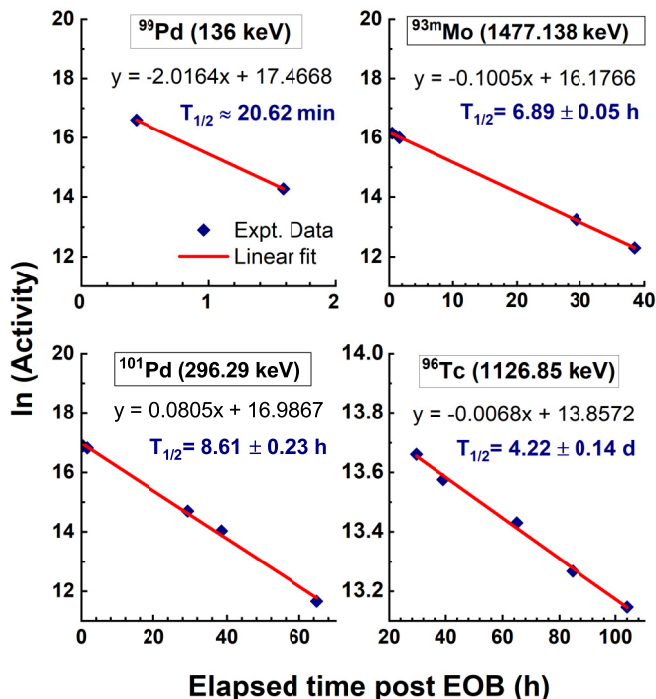 ⁹⁹Pd (136 keV)
y = -2.0164x + 17.4668
T1/2 ≈ 20.62 min
Expt. Data
Linear fit
20
18
16
14
12
0 1 2
⁹³ᵐMo (1477.138 keV)
y = -0.1005x + 16.1766
T1/2= 6.89 ± 0.05 h
20
18
16
14
12
0 10 20 30 40
ln (Activity)
¹⁰¹Pd (296.29 keV)
y = 0.0805x + 16.9867
T1/2= 8.61 ± 0.23 h
20
18
16
14
12
0 20 40 60
⁹⁶Tc (1126.85 keV)
y = -0.0068x + 13.8572
T1/2= 4.22 ± 0.14 d
14.0
13.8
13.6
13.4
13.2
20 40 60 80 100
Elapsed time post EOB (h)